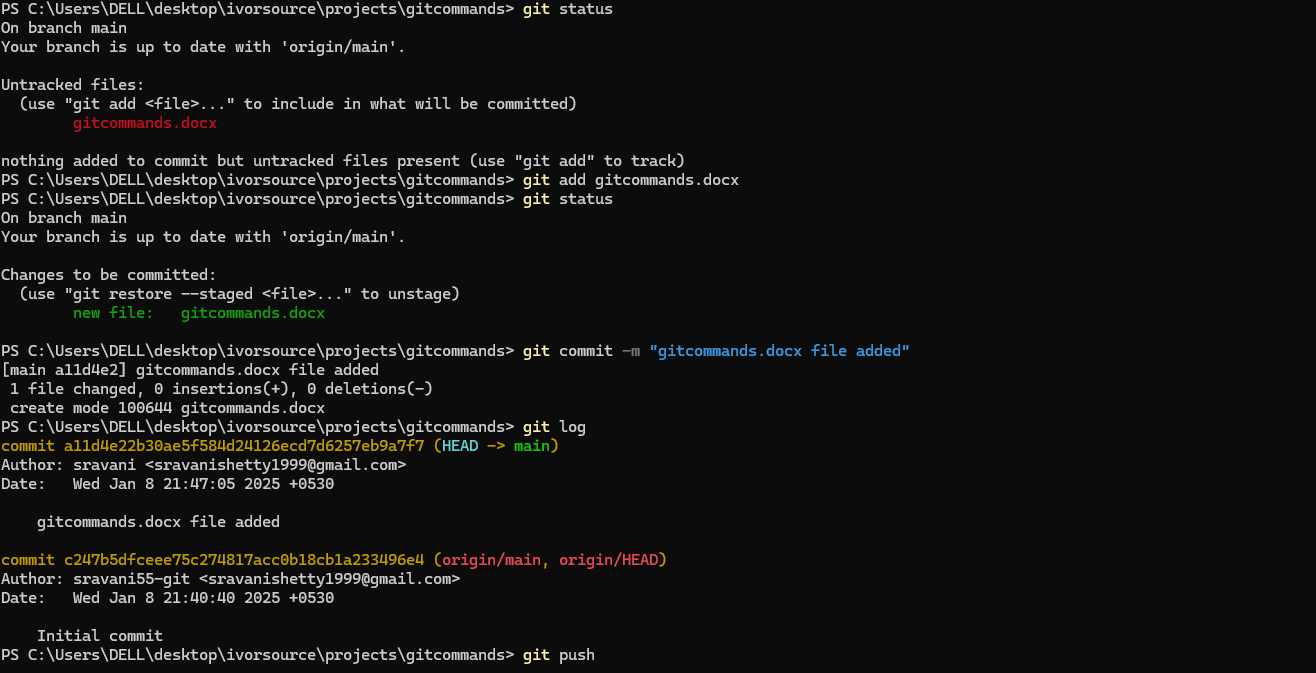 PS C:\Users\DELL\desktop\ivorsource\projects\gitcommands> git status
On branch main
Your branch is up to date with 'origin/main'.

Untracked files:
  (use "git add <file>..." to include in what will be committed)
        gitcommands.docx

nothing added to commit but untracked files present (use "git add" to track)
PS C:\Users\DELL\desktop\ivorsource\projects\gitcommands> git add gitcommands.docx
PS C:\Users\DELL\desktop\ivorsource\projects\gitcommands> git status
On branch main
Your branch is up to date with 'origin/main'.

Changes to be committed:
  (use "git restore --staged <file>..." to unstage)
        new file:   gitcommands.docx

PS C:\Users\DELL\desktop\ivorsource\projects\gitcommands> git commit -m "gitcommands.docx file added"
[main a11d4e2] gitcommands.docx file added
 1 file changed, 0 insertions(+), 0 deletions(-)
 create mode 100644 gitcommands.docx
PS C:\Users\DELL\desktop\ivorsource\projects\gitcommands> git log
commit a11d4e22b30ae5f584d24126ecd7d6257eb9a7f7 (HEAD -> main)
Author: sravani <sravanishetty1999@gmail.com>
Date:   Wed Jan 8 21:47:05 2025 +0530

    gitcommands.docx file added

commit c247b5dfceee75c274817acc0b18cb1a233496e4 (origin/main, origin/HEAD)
Author: sravani55-git <sravanishetty1999@gmail.com>
Date:   Wed Jan 8 21:40:40 2025 +0530

    Initial commit
PS C:\Users\DELL\desktop\ivorsource\projects\gitcommands> git push